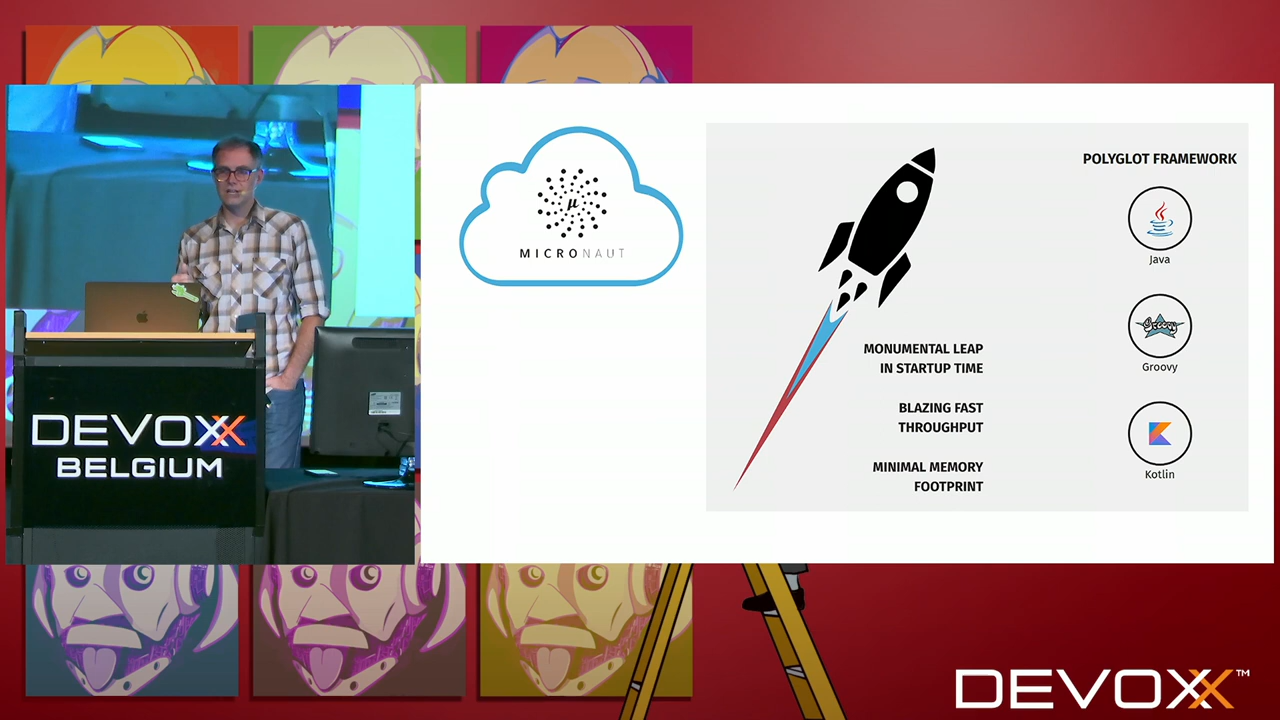 DEVOXX
BELGIUM
µ
MICRONAUT
MONUMENTAL LEAP
IN STARTUP TIME
BLAZING FAST
THROUGHPUT
MINIMAL MEMORY
FOOTPRINT
POLYGLOT FRAMEWORK
Java
Groovy
Groovy
Kotlin
DEVOXX™